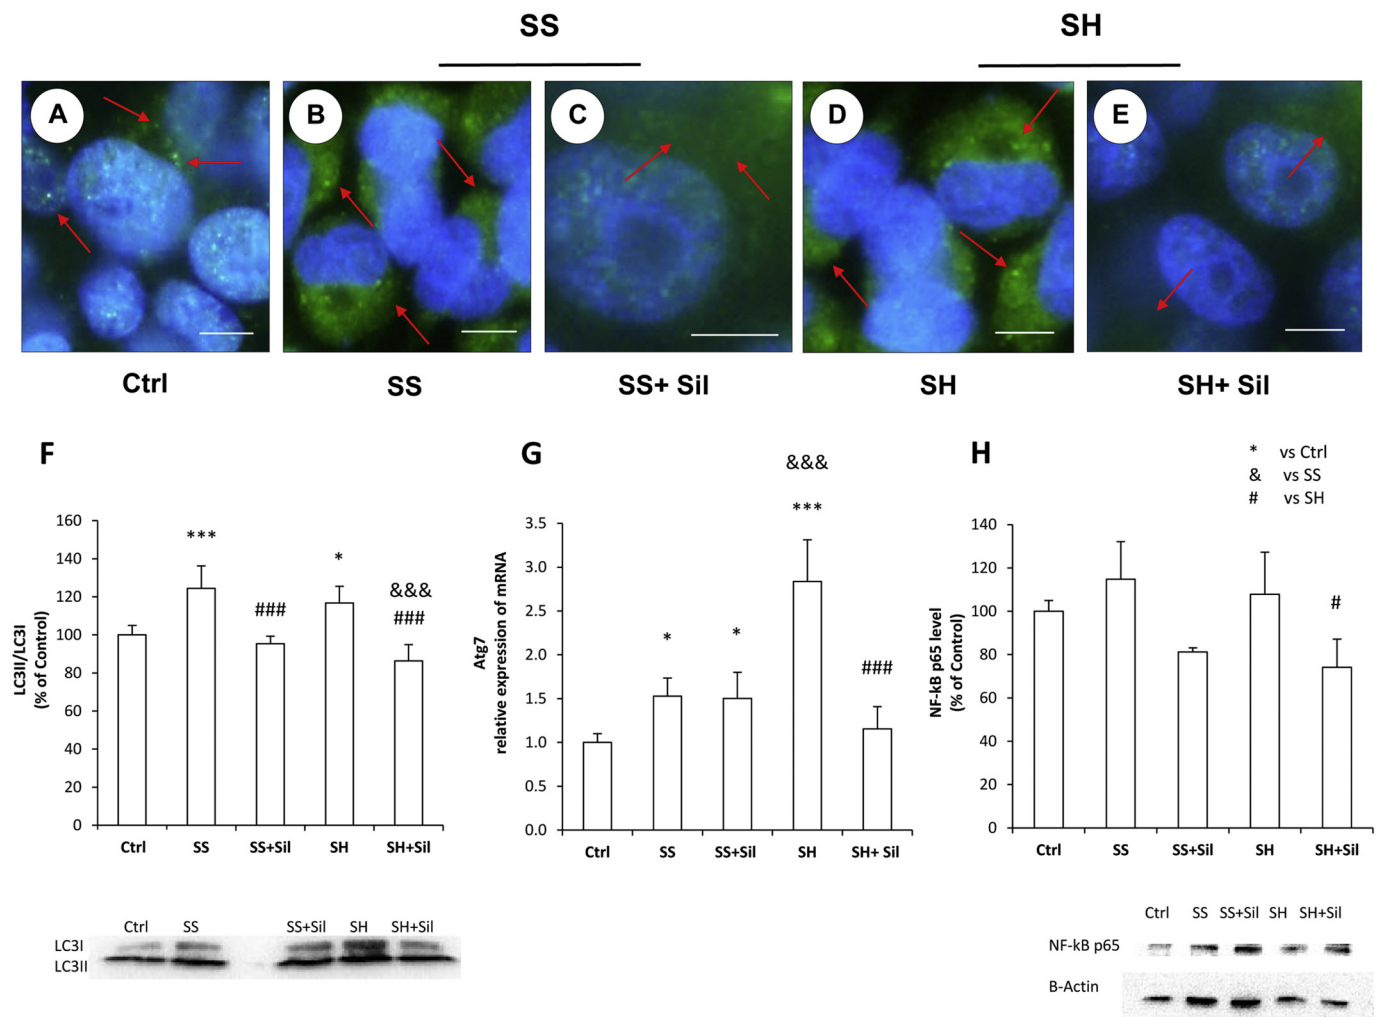 SS
SH
A
B
C
D
E
Ctrl
SS
SS+ Sil
SH
SH+ Sil
F
LC3II/LC3I
(% of Control)
160
140
120
100
80
60
40
20
0
***
###
*
&&&
###
Ctrl
SS
SS+Sil
SH
SH+Sil
Ctrl
SS
SS+Sil
SH
SH+Sil
LC3I
LC3II
G
Atg7
relative expression of mRNA
3.5
3.0
2.5
2.0
1.5
1.0
0.5
0.0
*
*
&&&
***
###
Ctrl
SS
SS+Sil
SH
SH+ Sil
H
* vs Ctrl
& vs SS
# vs SH
NF-kB p65 level
(% of Control)
140
120
100
80
60
40
20
0
#
Ctrl
SS
SS+Sil
SH
SH+Sil
Ctrl
SS
SS+Sil
SH
SH+Sil
NF-kB p65
B-Actin